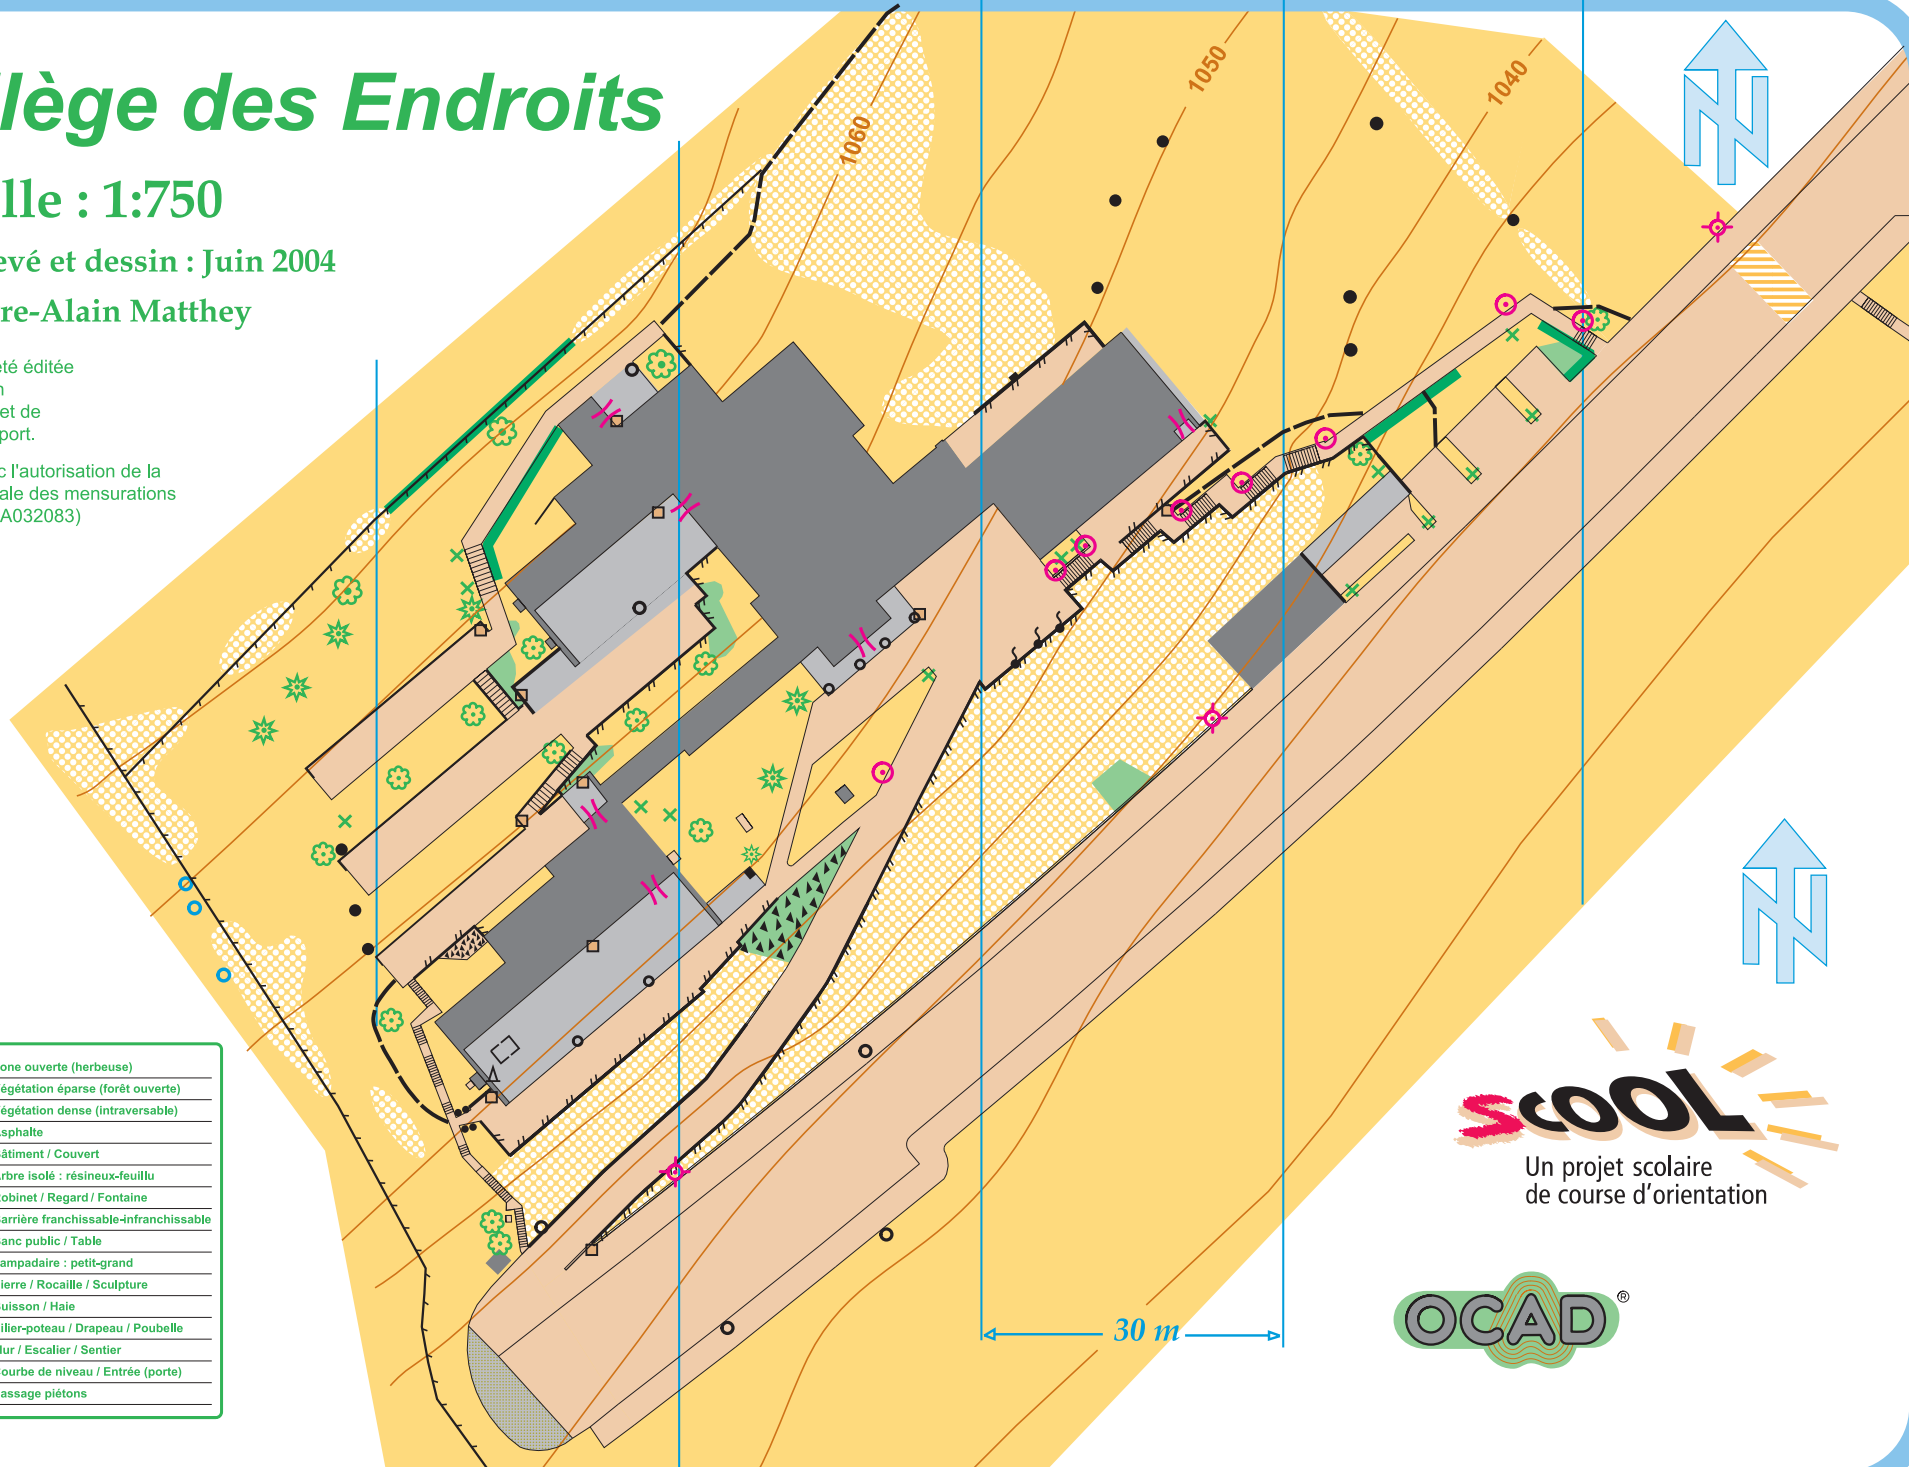 llège des Endroits
lle : 1:750
evé et dessin : Juin 2004
re-Alain Matthey
été éditée
n
et de
port.
c l'autorisation de la
ale des mensurations
A032083)
1060
1050
1040
one ouverte (herbeuse)
égétation éparse (forêt ouverte)
égétation dense (intraversable)
sphalte
âtiment / Couvert
rbre isolé : résineux-feuillu
obinet / Regard / Fontaine
arrière franchissable-infranchissable
anc public / Table
ampadaire : petit-grand
ierre / Rocaille / Sculpture
uisson / Haie
ilier-poteau / Drapeau / Poubelle
ur / Escalier / Sentier
ourbe de niveau / Entrée (porte)
assage piétons
30 m
N
N
sCOOL
Un projet scolaire
de course d'orientation
OCAD ®